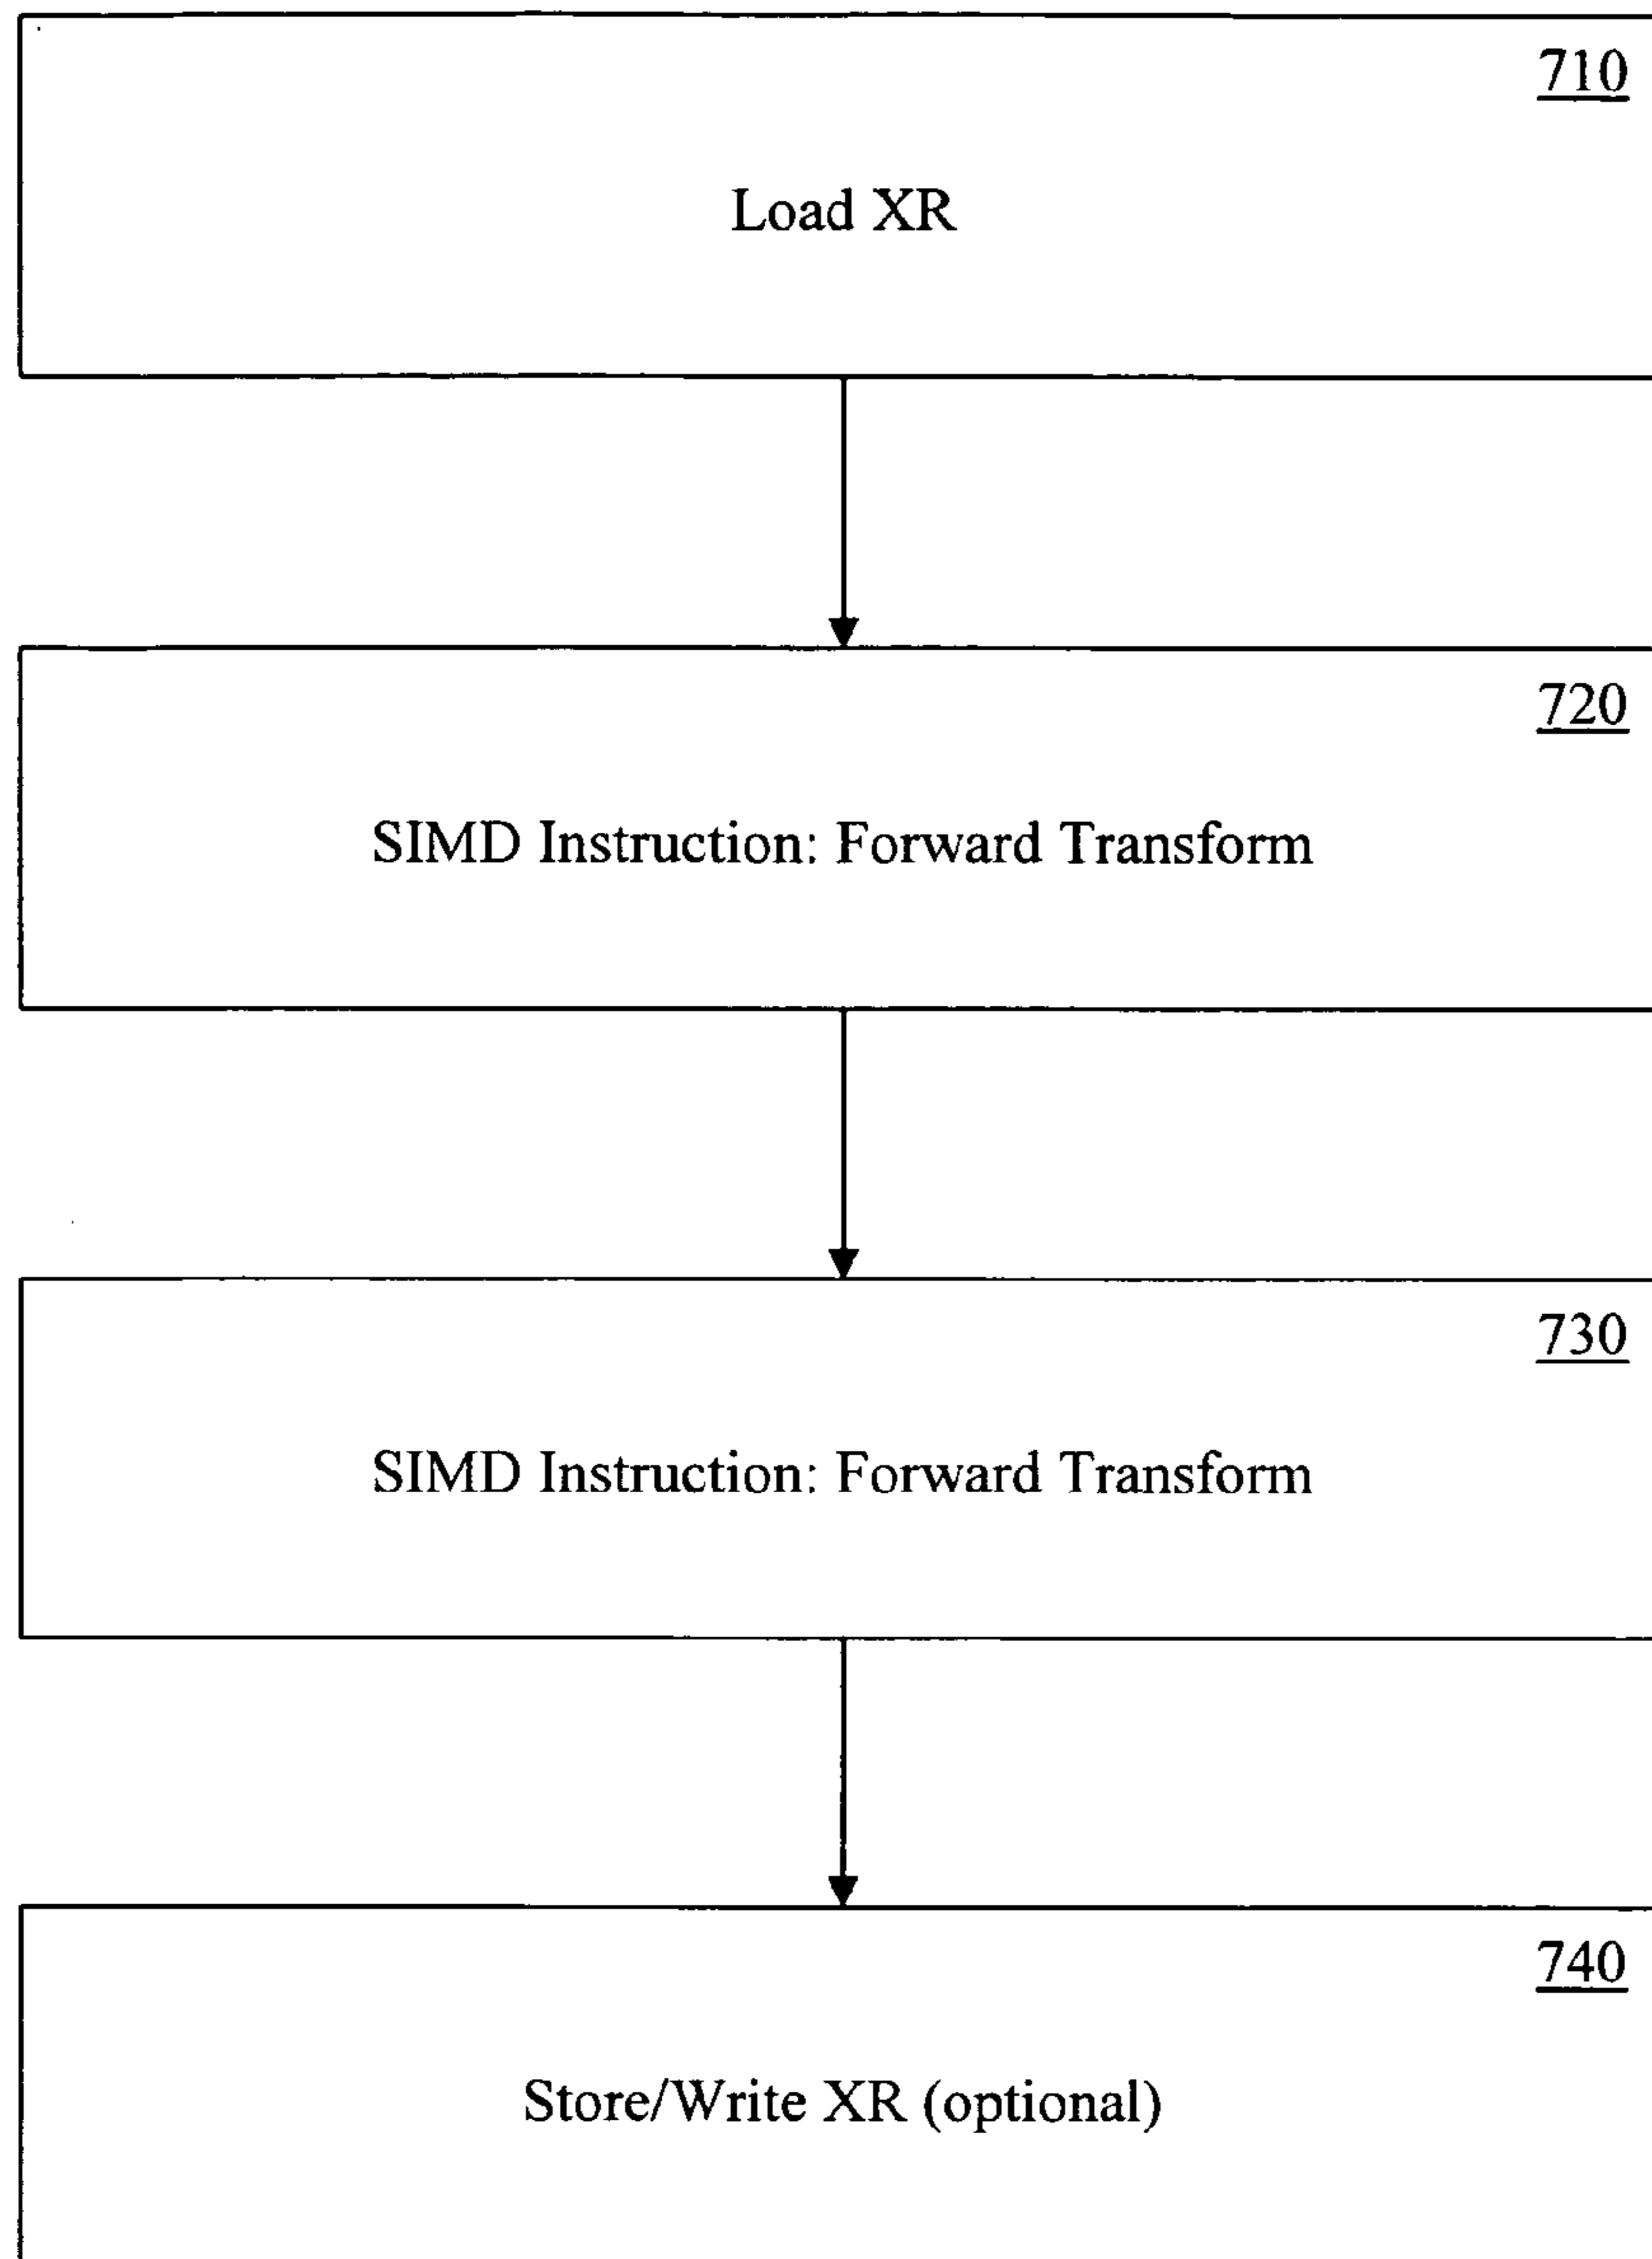 710
Load XR
720
SIMD Instruction: Forward Transform
730
SIMD Instruction: Forward Transform
740
Store/Write XR (optional)